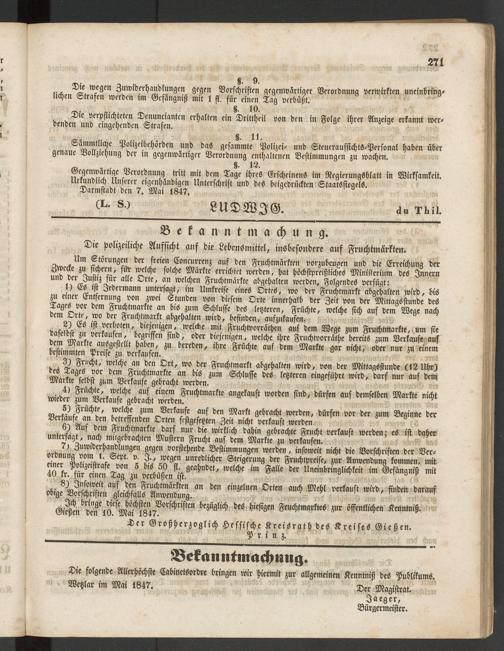 271
§. 9.
Die wegen Zuwiderhandlungen gegen Vorschriften gegenwärtiger Verordnung verwirkten uneinbring-
lichen Strafen werden im Gefängniß mit 1 fl. für einen Tag verbüßt.
§. 10.
Die verpflichteten Denuncianten erhalten ein Drittheil von den in Folge ihrer Anzeige erkannt wer-
denden und eingehenden Strafen.
§. 11.
Sämmtliche Polizeibehörden und das gesammte Polizei- und Steueraufsichts-Personal haben über
genaue Vollziehung der in gegenwärtiger Verordnung enthaltenen Bestimmungen zu wachen.
§. 12.
Gegenwärtige Verordnung tritt mit dem Tage ihres Erscheinens im Regierungsblatt in Wirksamkeit.
Urkundlich Unserer eigenhändigen Unterschrift und des beigedrückten Staatssiegels.
Darmstadt den 7. Mai 1847.
(L. S.) LUDWIG. du Thil.
Bekanntmachung.
Die polizeiliche Aufsicht auf die Lebensmittel, insbesondere auf Fruchtmärkten.
Um Störungen der freien Concurrenz auf den Fruchtmärkten vorzubeugen und die Erreichung der
Zwecke zu sichern, für welche solche Märkte errichtet werden, hat höchstpreißliches Ministerium des Innern
und der Justiz für alle Orte, an welchen Fruchtmärkte abgehalten werden, Folgendes verfügt:
1) Es ist Jedermann untersagt, im Umkreise eines Ortes, wo der Fruchtmarkt abgehalten wird, bis
zu einer Entfernung von zwei Stunden von diesem Orte innerhalb der Zeit von der Mittagsstunde des
Tages vor dem Fruchtmarkte an bis zum Schlusse des letzteren, Früchte, welche sich auf dem Wege nach
dem Orte, wo der Fruchtmarkt abgehalten wird, befinden, aufzukaufen.
2) Es ist verboten, diejenigen, welche mit Fruchtvorräthen auf dem Wege zum Fruchtmarkte, um sie
daselbst zu verkaufen, begriffen sind, oder diejenigen, welche ihre Fruchtvorräthe bereits zum Verkaufe auf
dem Markte ausgestellt haben, zu bereden, ihre Früchte auf dem Markte gar nicht, oder nur zu einem
bestimmten Preise zu verkaufen.
3) Frucht, welche an den Ort, wo der Fruchtmarkt abgehalten wird, von der Mittagsstunde (12 Uhr)
des Tages vor dem Fruchtmarkte an bis zum Schlusse des letzteren eingeführt wird, darf nur auf dem
Markte selbst zum Verkaufe gebracht werden.
4) Früchte, welche auf einem Fruchtmarkte angekauft worden sind, dürfen auf demselben Markte nicht
wieder zum Verkaufe gebracht werden.
5) Früchte, welche zum Verkaufe auf den Markt gebracht werden, dürfen vor der zum Beginne der
Verkäufe an den betreffenden Orten festgesetzten Zeit nicht verkauft werden.
6) Auf dem Fruchtmarkte darf nur die wirklich dahin gebrachte Frucht verkauft werden; es ist daher
untersagt, nach mitgebrachten Mustern Frucht auf dem Markte zu verkaufen.
7) Zuwiderhandlungen gegen vorstehende Bestimmungen werden, insoweit nicht die Vorschriften der Ver-
ordnung vom 1. Sept. v. J., gegen unredlicher Steigerung der Fruchtpreise, zur Anwendung kommen, mit
einer Polizeistrafe von 5 bis 50 fl. geahndet, welche im Falle der Uneinbringlichkeit im Gefängniß mit
40 kr. für einen Tag zu verbüßen ist.
8) Insoweit auf den Fruchtmärkten an den einzelnen Orten auch Mehl verkauft wird, finden darauf
obige Vorschriften gleichfalls Anwendung.
Ich bringe diese höchsten Vorschriften bezüglich des hiesigen Fruchtmarktes zur öffentlichen Kenntniß.
Gießen den 10. Mai 1847.
Der Großherzoglich Hessische Kreisrath des Kreises Gießen.
Prinz.
Bekanntmachung.
Die folgende Allerhöchste Cabinetsordre bringen wir hiermit zur allgemeinen Kenntniß des Publikums.
Wetzlar im Mai 1847.
Der Magistrat.
Jaeger,
Bürgermeister.